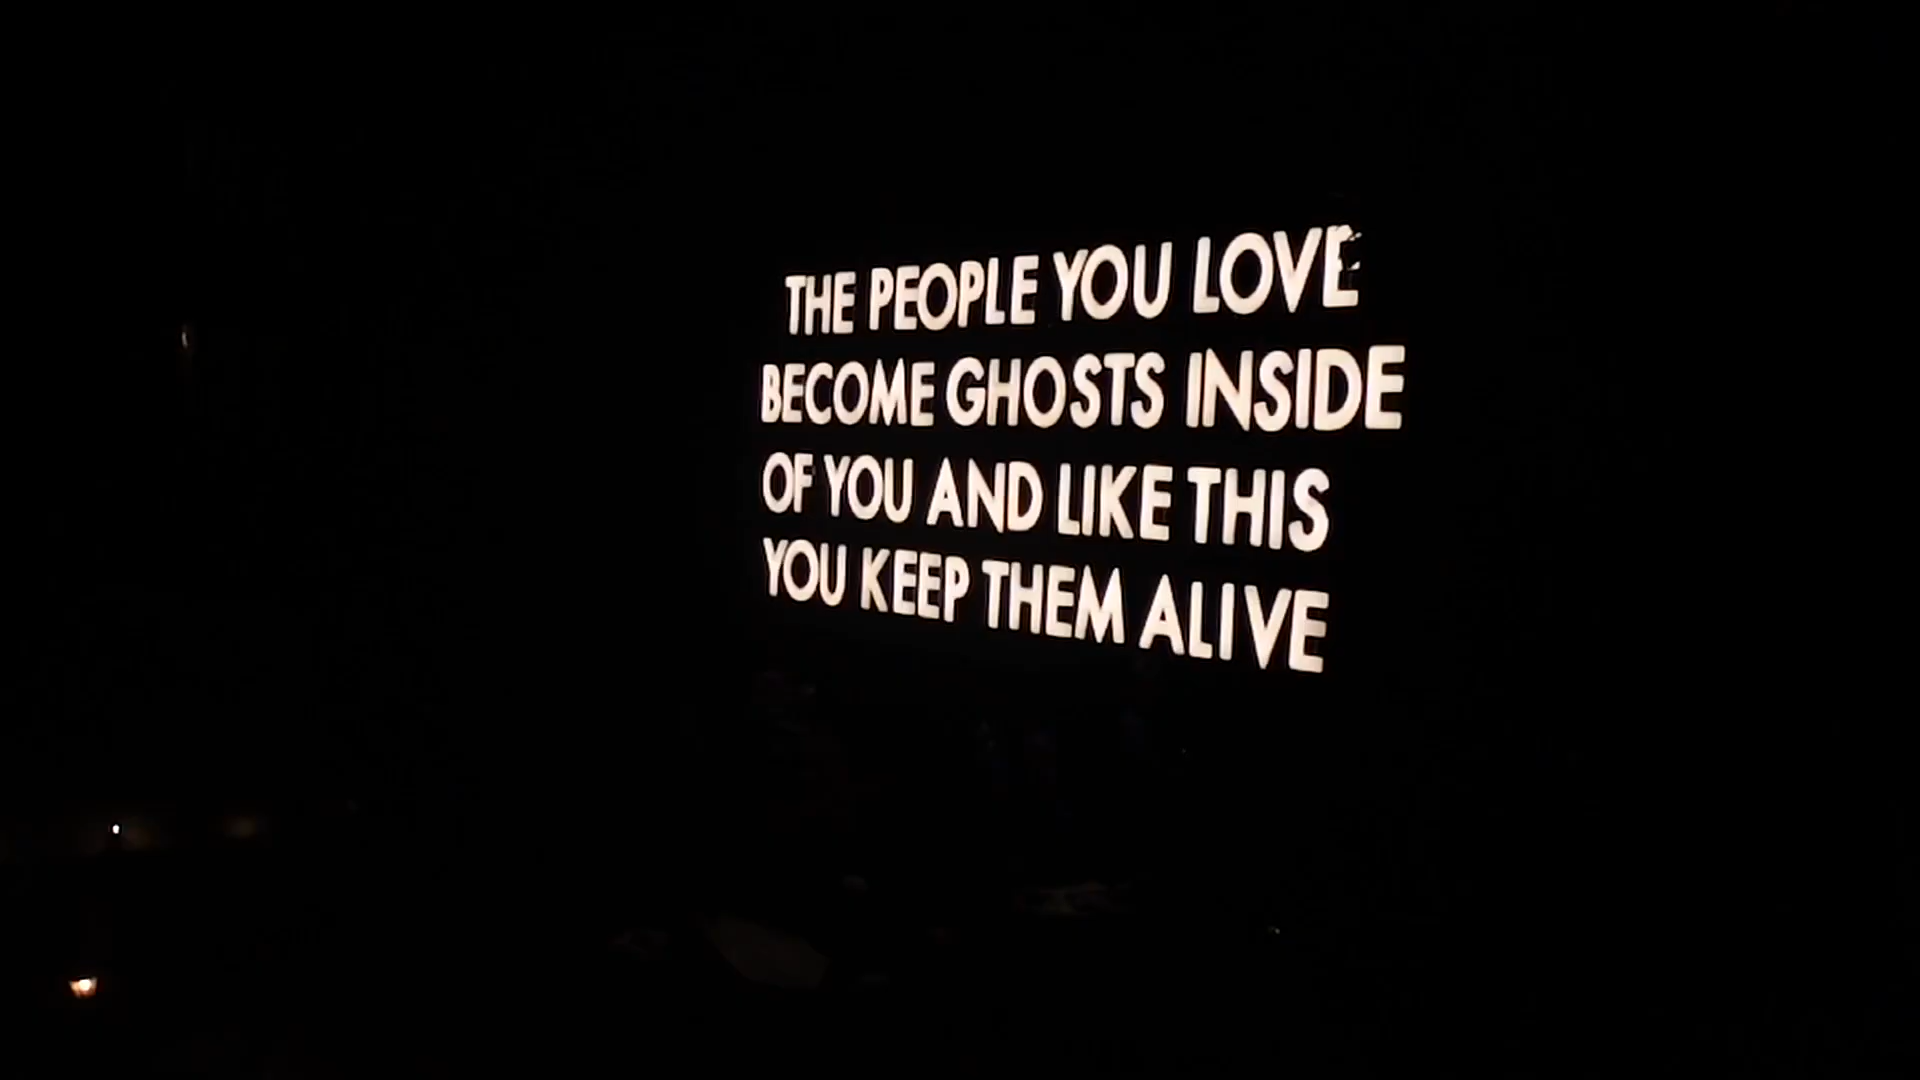 THE PEOPLE YOU LOVE
BECOME GHOSTS INSIDE
OF YOU AND LIKE THIS
YOU KEEP THEM ALIVE